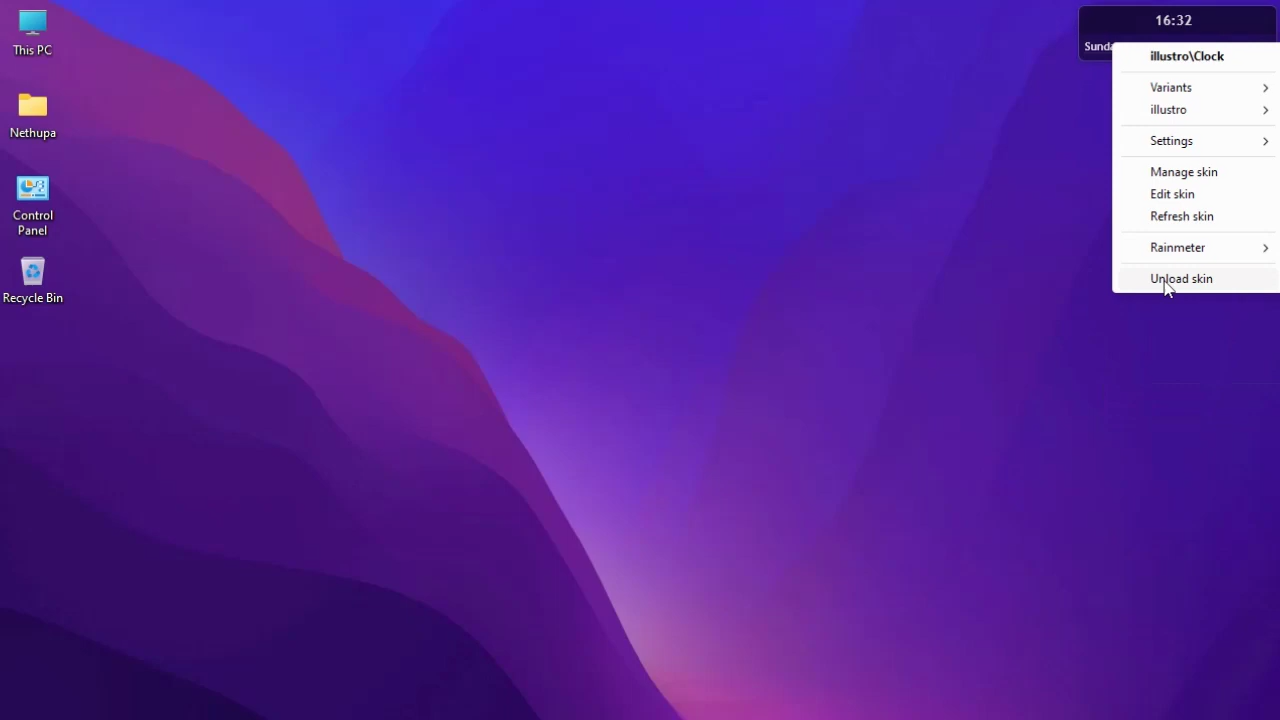 This PC
Nethupa
Control
Panel
Recycle Bin
16:32
illustro\Clock
Variants
illustro
Settings
Manage skin
Edit skin
Refresh skin
Rainmeter
Unload skin